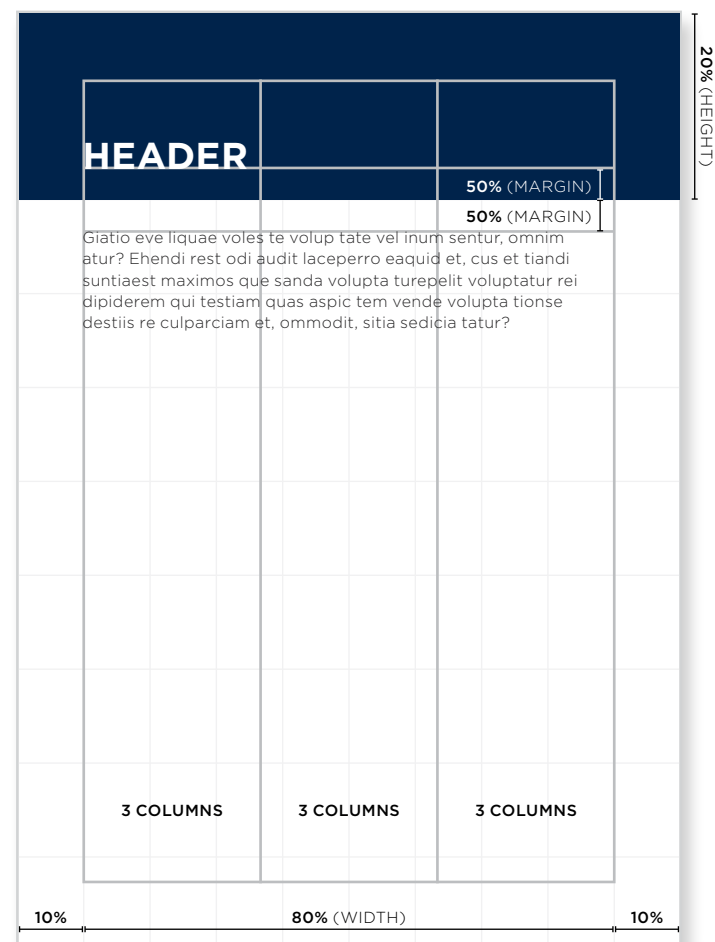 20% (HEIGHT)
HEADER
50% (MARGIN)
50% (MARGIN)
Giatio eve liquae voles te volup tate vel inum sentur, omnim
atur? Ehendi rest odi audit laceperro eaquid et, cus et tiandi
suntiaest maximos que sanda volupta turepelit voluptatur rei
dipiderem qui testiam quas aspic tem vende volupta tionse
destiis re culparciam et, ommodit, sitia sedicia tatur?
3 COLUMNS
3 COLUMNS
3 COLUMNS
10%
80% (WIDTH)
10%